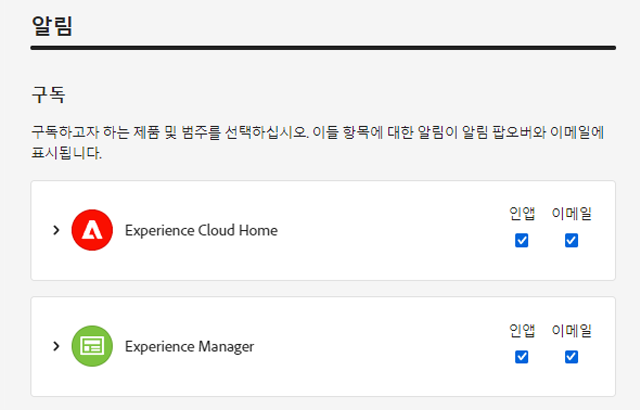 알림
구독
구독하고자 하는 제품 및 범주를 선택하십시오. 이들 항목에 대한 알림이 알림 팝오버와 이메일에
표시됩니다.
인앱 이메일
Experience Cloud Home
인앱 이메일
Experience Manager